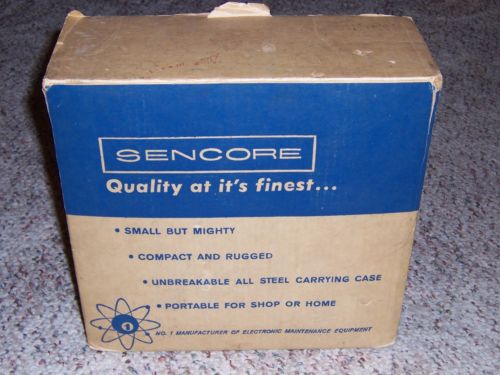 SENCORE
Quality at it's finest...
• SMALL BUT MIGHTY
• COMPACT AND RUGGED
• UNBREAKABLE ALL STEEL CARRYING CASE
• PORTABLE FOR SHOP OR HOME
1
NO. 1 MANUFACTURER OF ELECTRONIC MAINTENANCE EQUIPMENT